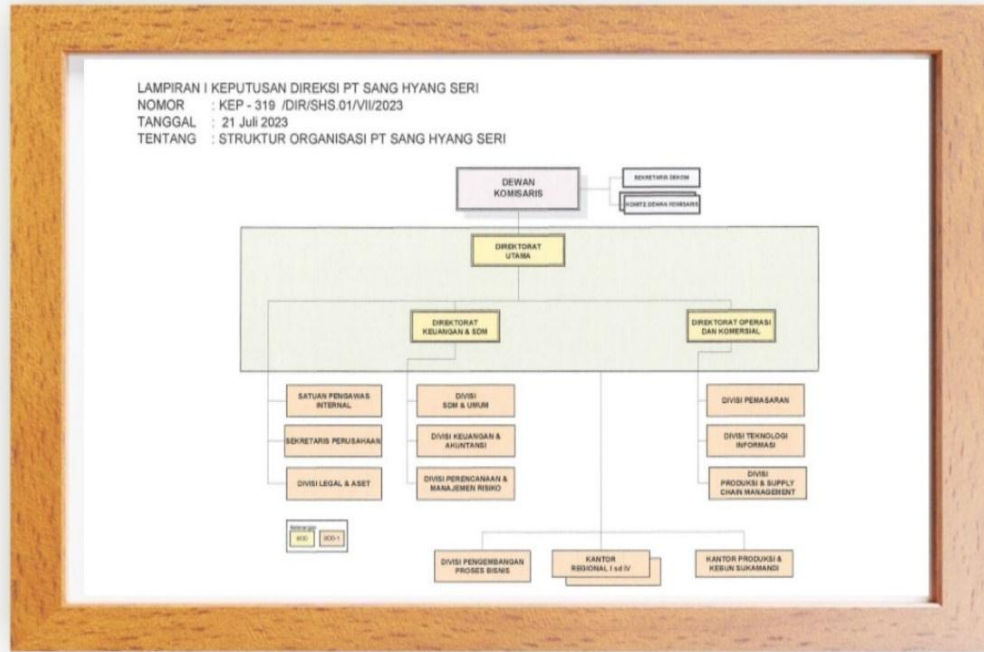 LAMPIRAN I KEPUTUSAN DIREKSI PT SANG HYANG SERI
NOMOR : KEP - 319 /DIR/SHS.01/VII/2023
TANGGAL : 21 Juli 2023
TENTANG : STRUKTUR ORGANISASI PT SANG HYANG SERI
DEWAN
KOMISARIS
SEKRETARIS DEKOM
KOMITE DEWAN KOMISARIS
DIREKTORAT
UTAMA
DIREKTORAT
KEUANGAN & SDM
DIREKTORAT OPERASI
DAN KOMERSIAL
SATUAN PENGAWAS
INTERNAL
SEKRETARIS PERUSAHAAN
DIVISI LEGAL & ASET
DIVISI
SDM & UMUM
DIVISI KEUANGAN &
AKUNTANSI
DIVISI PERENCANAAN &
MANAJEMEN RISIKO
DIVISI PEMASARAN
DIVISI TEKNOLOGI
INFORMASI
DIVISI
PRODUKSI & SUPPLY
CHAIN MANAGEMENT
Keterangan
BOD
BOD-1
DIVISI PENGEMBANGAN
PROSES BISNIS
KANTOR
REGIONAL I sd IV
KANTOR PRODUKSI &
KEBUN SUKAMANDI